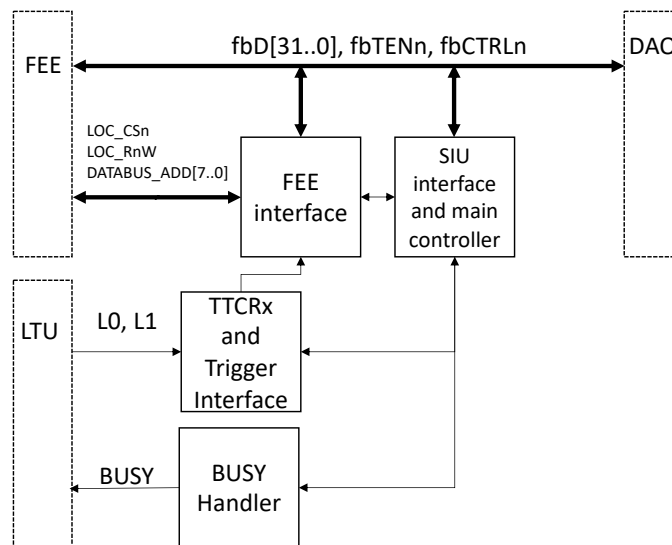 fbD[31..0], fbTENn, fbCTRLn
FEE
DAQ
LOC_CSn
LOC_RnW
DATABUS_ADD[7..0]
FEE
interface
SIU
interface
and main
controller
LTU
L0, L1
TTCRx
and
Trigger
Interface
BUSY
BUSY
Handler